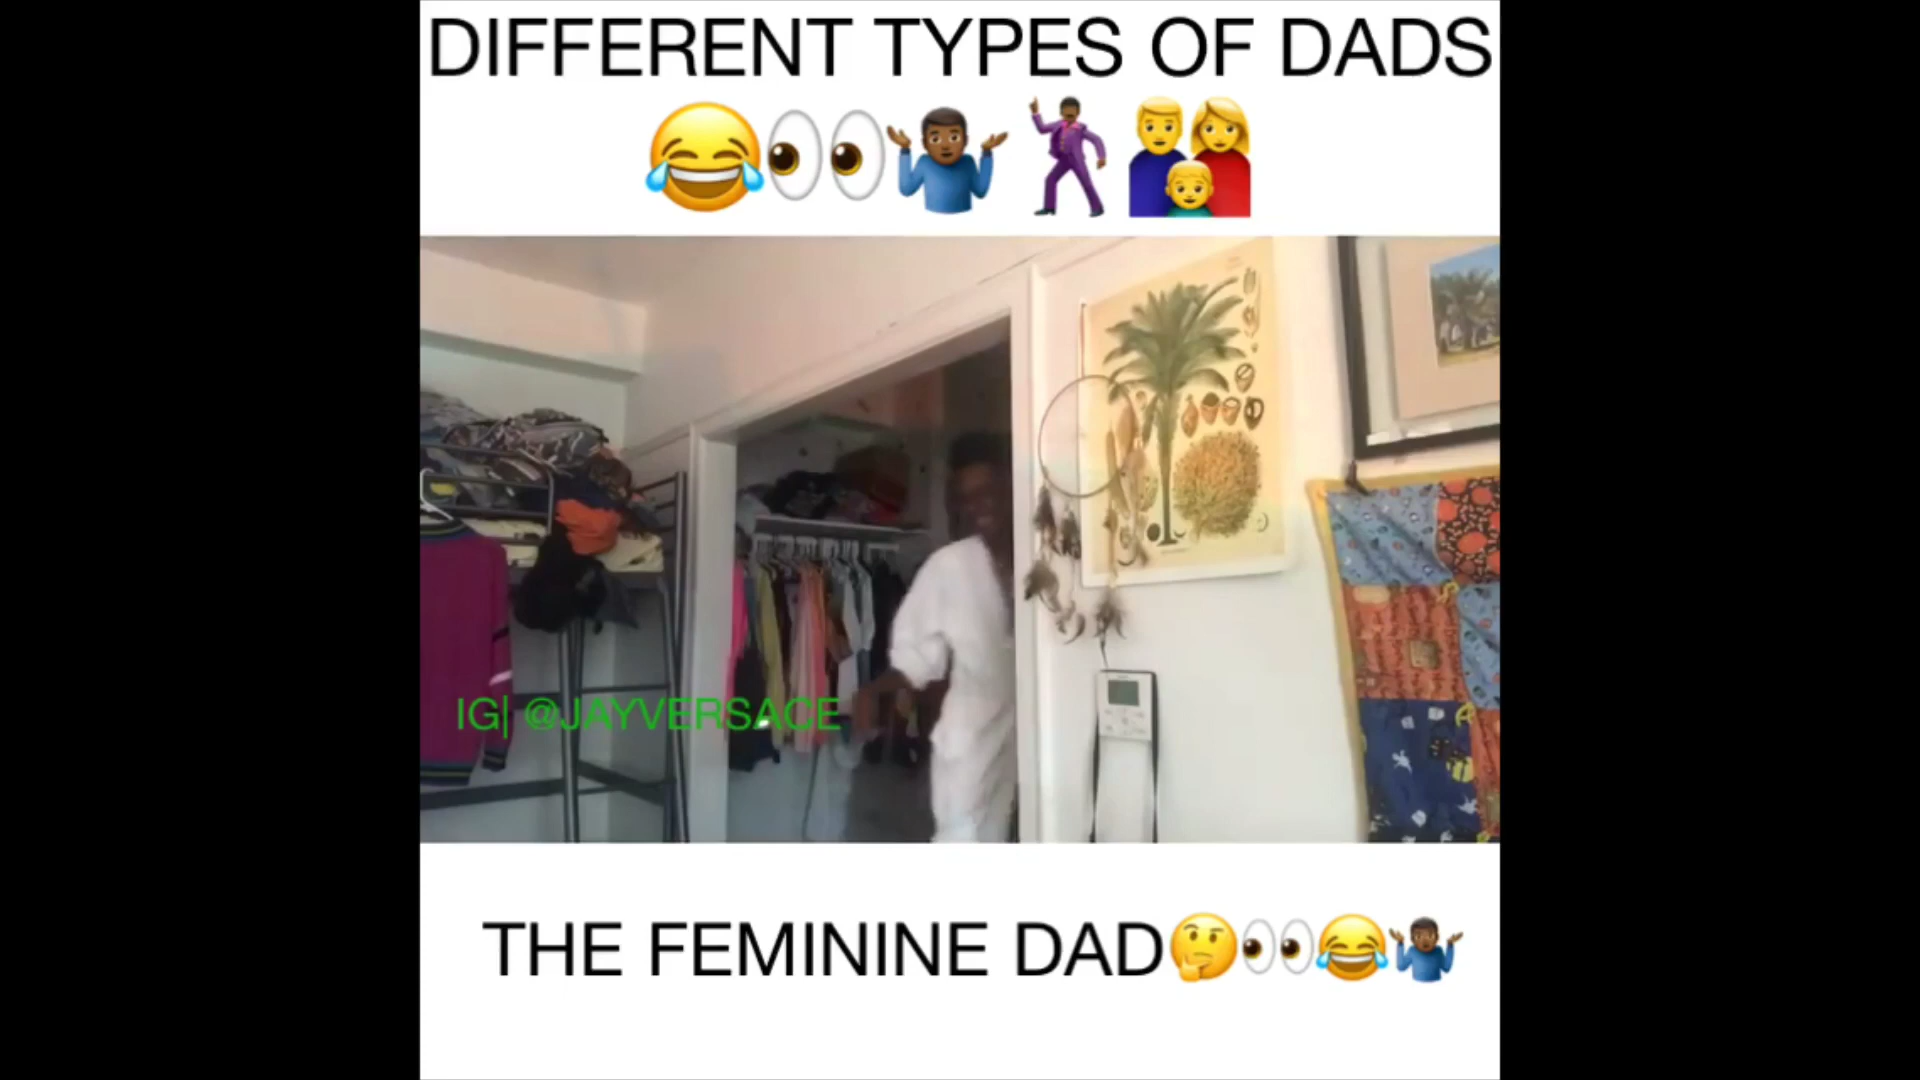 DIFFERENT TYPES OF DADS
😂👀🤷🏾‍♂️🕺🏾👨‍👩‍👦
IG| @JAYVERSACE
THE FEMININE DAD🤔👀😂🤷🏾‍♂️